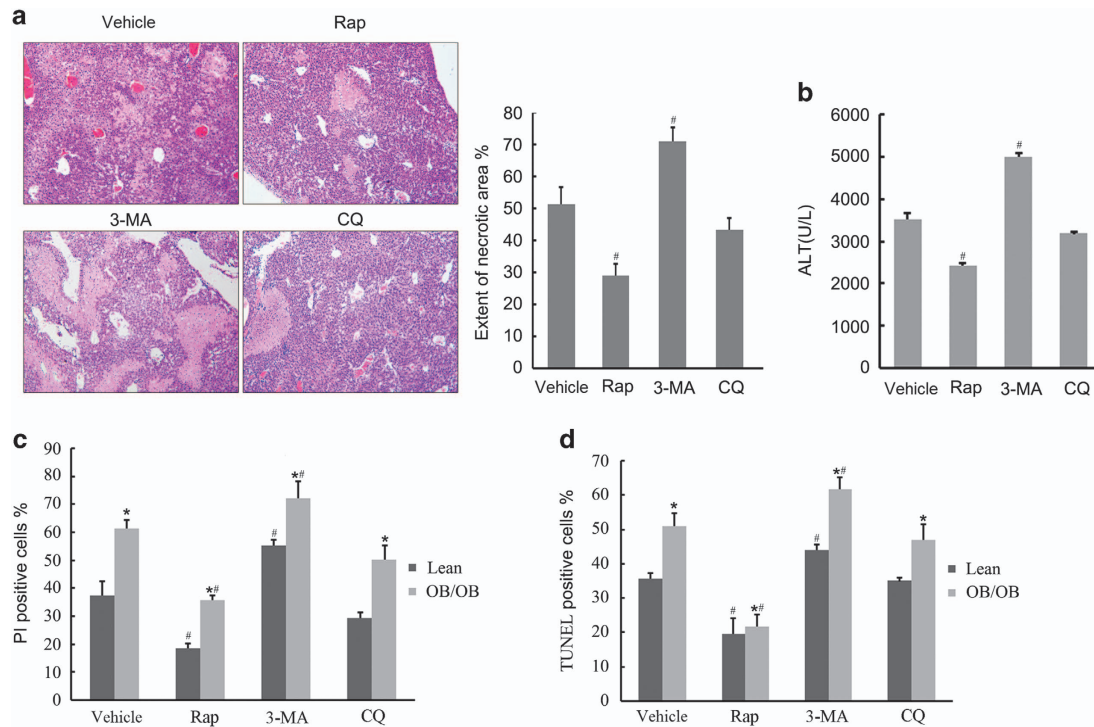 a
Vehicle
Rap
3-MA
CQ
Extent of necrotic area %
80
70
60
50
40
30
20
10
0
#
#
Vehicle
Rap
3-MA
CQ
b
ALT(U/L)
6000
5000
4000
3000
2000
1000
0
#
#
Vehicle
Rap
3-MA
CQ
c
PI positive cells %
90
80
70
60
50
40
30
20
10
0
*
#
*#
#
*#
*
Lean
OB/OB
Vehicle
Rap
3-MA
CQ
d
TUNEL positive cells %
70
60
50
40
30
20
10
0
*
#
*#
#
*#
*
Lean
OB/OB
Vehicle
Rap
3-MA
CQ